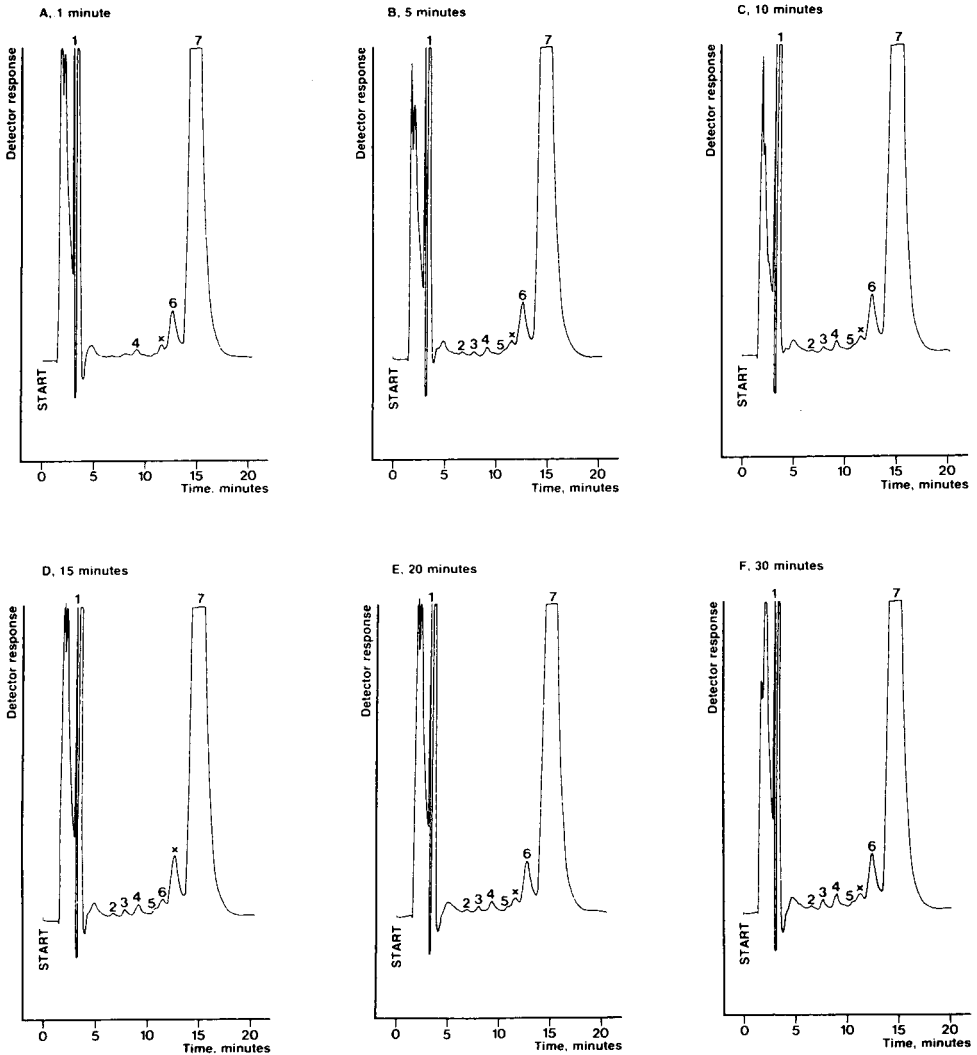 A, 1 minute
Detector response
1
7
4
x
6
START
0 5 10 15 20
Time, minutes
B, 5 minutes
Detector response
1
7
2 3 4 5 x 6
START
0 5 10 15 20
Time, minutes
C, 10 minutes
Detector response
1
7
2 3 4 5 x 6
START
0 5 10 15 20
Time, minutes
D, 15 minutes
Detector response
1
7
2 3 4 5 6 x
START
0 5 10 15 20
Time, minutes
E, 20 minutes
Detector response
1
7
2 3 4 5 x 6
START
0 5 10 15 20
Time, minutes
F, 30 minutes
Detector response
1
7
2 3 4 5 x 6
START
0 5 10 15 20
Time, minutes